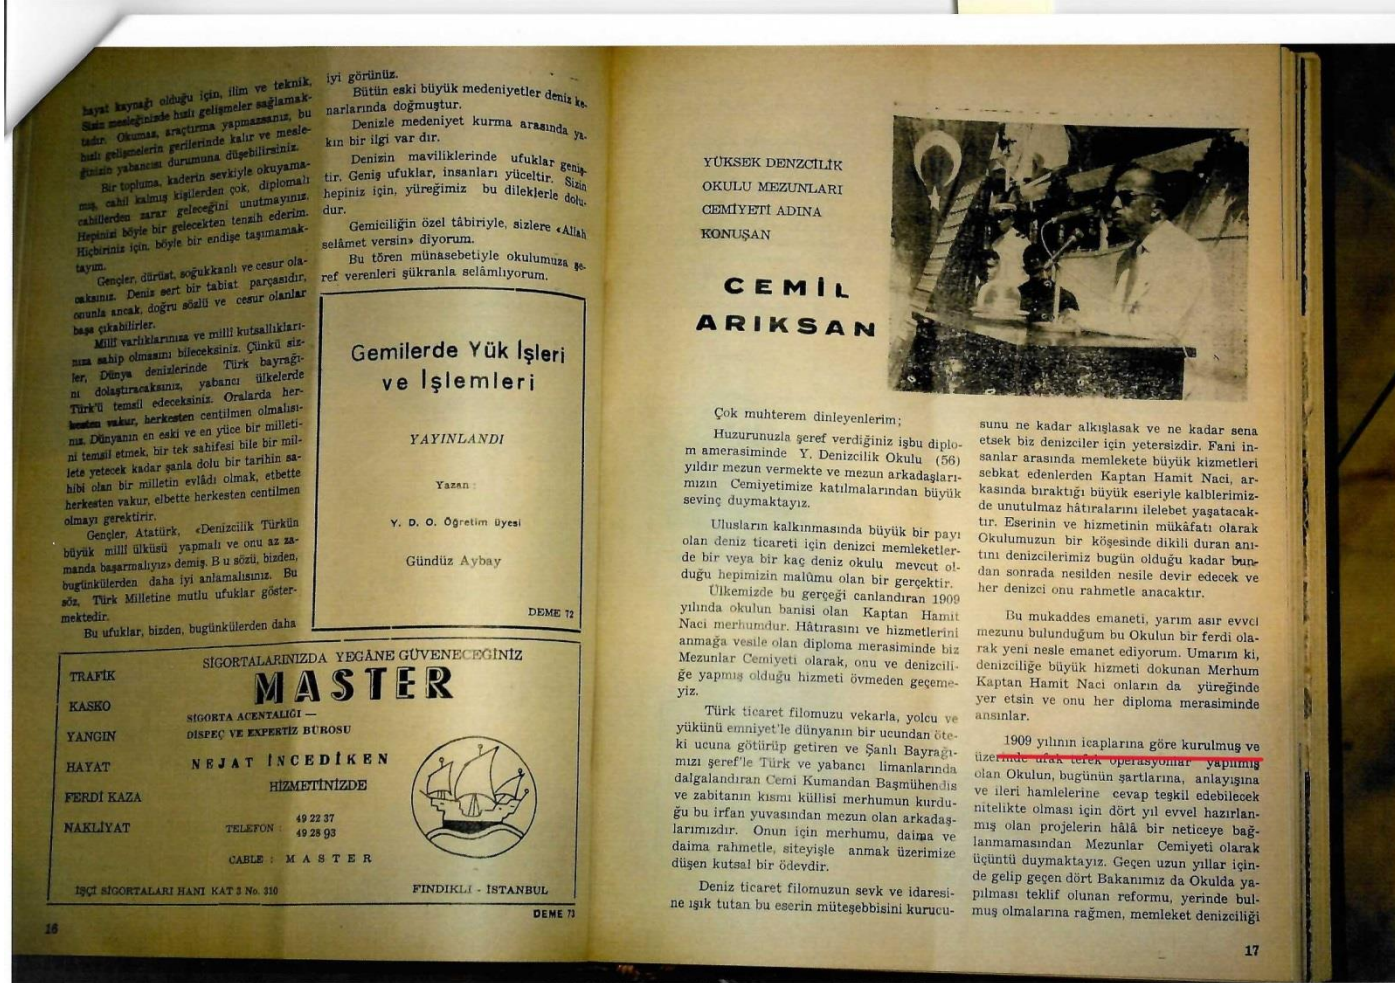 hayat kaynağı olduğu için, ilim ve teknik,
Sizin mesleğinizde hızlı gelişmeler sağlamak-
tadır. Okumaz, araştırma yapmazsanız, bu
hızlı gelişmelerin gerilerinde kalır ve mesle-
ğinizin yabancısı durumuna düşebilirsiniz.
Bir topluma, kaderin sevkiyle okuyama-
mış, cahil kalmış kişilerden çok, diplomalı
cahillerden zarar geleceğini unutmayınız,
Hepinizi böyle bir gelecekten tenzih ederim.
Hiçbiriniz için, böyle bir endişe taşımamak-
tayım.
Gençler, dürüst, soğukkanlı ve cesur ola-
caksınız. Deniz sert bir tabiat parçasıdır,
onunla ancak, doğru sözlü ve cesur olanlar
başa çıkabilirler.
Millî varlıklarınıza ve millî kutsallıkları-
nıza sahip olmasını bileceksiniz. Çünkü siz-
ler, Dünya denizlerinde Türk bayrağı-
nı dolaştıracaksınız, yabancı ülkelerde
Türk'ü temsil edeceksiniz. Oralarda her-
kesten vakur, herkesten centilmen olmalısı-
nız. Dünyanın en eski ve en yüce bir milleti-
ni temsil etmek, bir tek sahifesi bile bir mil-
lete yetecek kadar şanla dolu bir tarihin sa-
hibi olan bir milletin evlâdı olmak, etbette
herkesten vakur, elbette herkesten centilmen
olmayı gerektirir.
Gençler, Atatürk, «Denizcilik Türkün
büyük millî ülküsü yapmalı ve onu az za-
manda başarmalıyız» demiş. B u sözü, bizden,
bugünkülerden daha iyi anlamalısınız. Bu
söz, Türk Milletine mutlu ufuklar göster-
mektedir.
Bu ufuklar, bizden, bugünkülerden daha
iyi görünüz.
Bütün eski büyük medeniyetler deniz ke-
narlarında doğmuştur.
Denizle medeniyet kurma arasında ya-
kın bir ilgi var dır.
Denizin maviliklerinde ufuklar geniş-
tir. Geniş ufuklar, insanları yüceltir. Sizin
hepiniz için, yüreğimiz bu dileklerle dolu-
dur.
Gemiciliğin özel tâbiriyle, sizlere «Allah
selâmet versin» diyorum.
Bu tören münasebetiyle okulumuza şe-
ref verenleri şükranla selâmlıyorum.
Gemilerde Yük İşleri
ve İşlemleri
YAYINLANDI
Yazan :
Y. D. O. Öğretim üyesi
Gündüz Aybay
DEME 72
SİGORTALARINIZDA YEGÂNE GÜVENECEĞİNİZ
MASTER
SİGORTA ACENTALIĞI —
DİSPEÇ VE EXPERTİZ BÜROSU
NEJAT İNCEDİKEN
HİZMETİNİZDE
TELEFON : 49 22 37
49 28 93
CABLE : MASTER
TRAFİK
KASKO
YANGIN
HAYAT
FERDİ KAZA
NAKLİYAT
İŞÇİ SİGORTALARI HANI KAT 3 No. 310
FINDIKLI - İSTANBUL
DEME 73
16
YÜKSEK DENZCİLİK
OKULU MEZUNLARI
CEMİYETİ ADINA
KONUŞAN
CEMİL
ARIKSAN
Çok muhterem dinleyenlerim;
Huzurunuzla şeref verdiğiniz işbu diplo-
m amerasiminde Y. Denizcilik Okulu (56)
yıldır mezun vermekte ve mezun arkadaşları-
mızın Cemiyetimize katılmalarından büyük
sevinç duymaktayız.
Ulusların kalkınmasında büyük bir payı
olan deniz ticareti için denizci memleketler-
de bir veya bir kaç deniz okulu mevcut ol-
duğu hepimizin malûmu olan bir gerçektir.
Ülkemizde bu gerçeği canlandıran 1909
yılında okulun banisi olan Kaptan Hamit
Naci merhumdur. Hâtırasını ve hizmetlerini
anmağa vesile olan diploma merasiminde biz
Mezunlar Cemiyeti olarak, onu ve denizcili-
ğe yapmış olduğu hizmeti övmeden geçeme-
yiz.
Türk ticaret filomuzu vekarla, yolcu ve
yükünü emniyet'le dünyanın bir ucundan öte-
ki ucuna götürüp getiren ve Şanlı Bayrağı-
mızı şeref'le Türk ve yabancı limanlarında
dalgalandıran Cemi Kumandan Başmühendis
ve zabitanın kısmı küllisi merhumun kurdu-
ğu bu irfan yuvasından mezun olan arkadaş-
larımızdır. Onun için merhumu, daima ve
daima rahmetle, siteyişle anmak üzerimize
düşen kutsal bir ödevdir.
Deniz ticaret filomuzun sevk ve idaresi-
ne ışık tutan bu eserin müteşebbisini kurucu-
sunu ne kadar alkışlasak ve ne kadar sena
etsek biz denizciler için yetersizdir. Fani in-
sanlar arasında memlekete büyük kizmetleri
sebkat edenlerden Kaptan Hamit Naci, ar-
kasında bıraktığı büyük eseriyle kalblerimiz-
de unutulmaz hâtıralarını ilelebet yaşatacak-
tır. Eserinin ve hizmetinin mükâfatı olarak
Okulumuzun bir köşesinde dikili duran anı-
tını denizcilerimiz bugün olduğu kadar bun-
dan sonrada nesilden nesile devir edecek ve
her denizci onu rahmetle anacaktır.
Bu mukaddes emaneti, yarım asır evvel
mezunu bulunduğum bu Okulun bir ferdi ola-
rak yeni nesle emanet ediyorum. Umarım ki,
denizciliğe büyük hizmeti dokunan Merhum
Kaptan Hamit Naci onların da yüreğinde
yer etsin ve onu her diploma merasiminde
ansınlar.
1909 yılının icaplarına göre kurulmuş ve
üzerinde ufak tefek operasyonlar yapılmış
olan Okulun, bugünün şartlarına, anlayışına
ve ileri hamlelerine cevap teşkil edebilecek
nitelikte olması için dört yıl evvel hazırlan-
mış olan projelerin hâlâ bir neticeye bağ-
lanmamasından Mezunlar Cemiyeti olarak
üçüntü duymaktayız. Geçen uzun yıllar için-
de gelip geçen dört Bakanımız da Okulda ya-
pılması teklif olunan reformu, yerinde bul-
muş olmalarına rağmen, memleket denizciliği
17